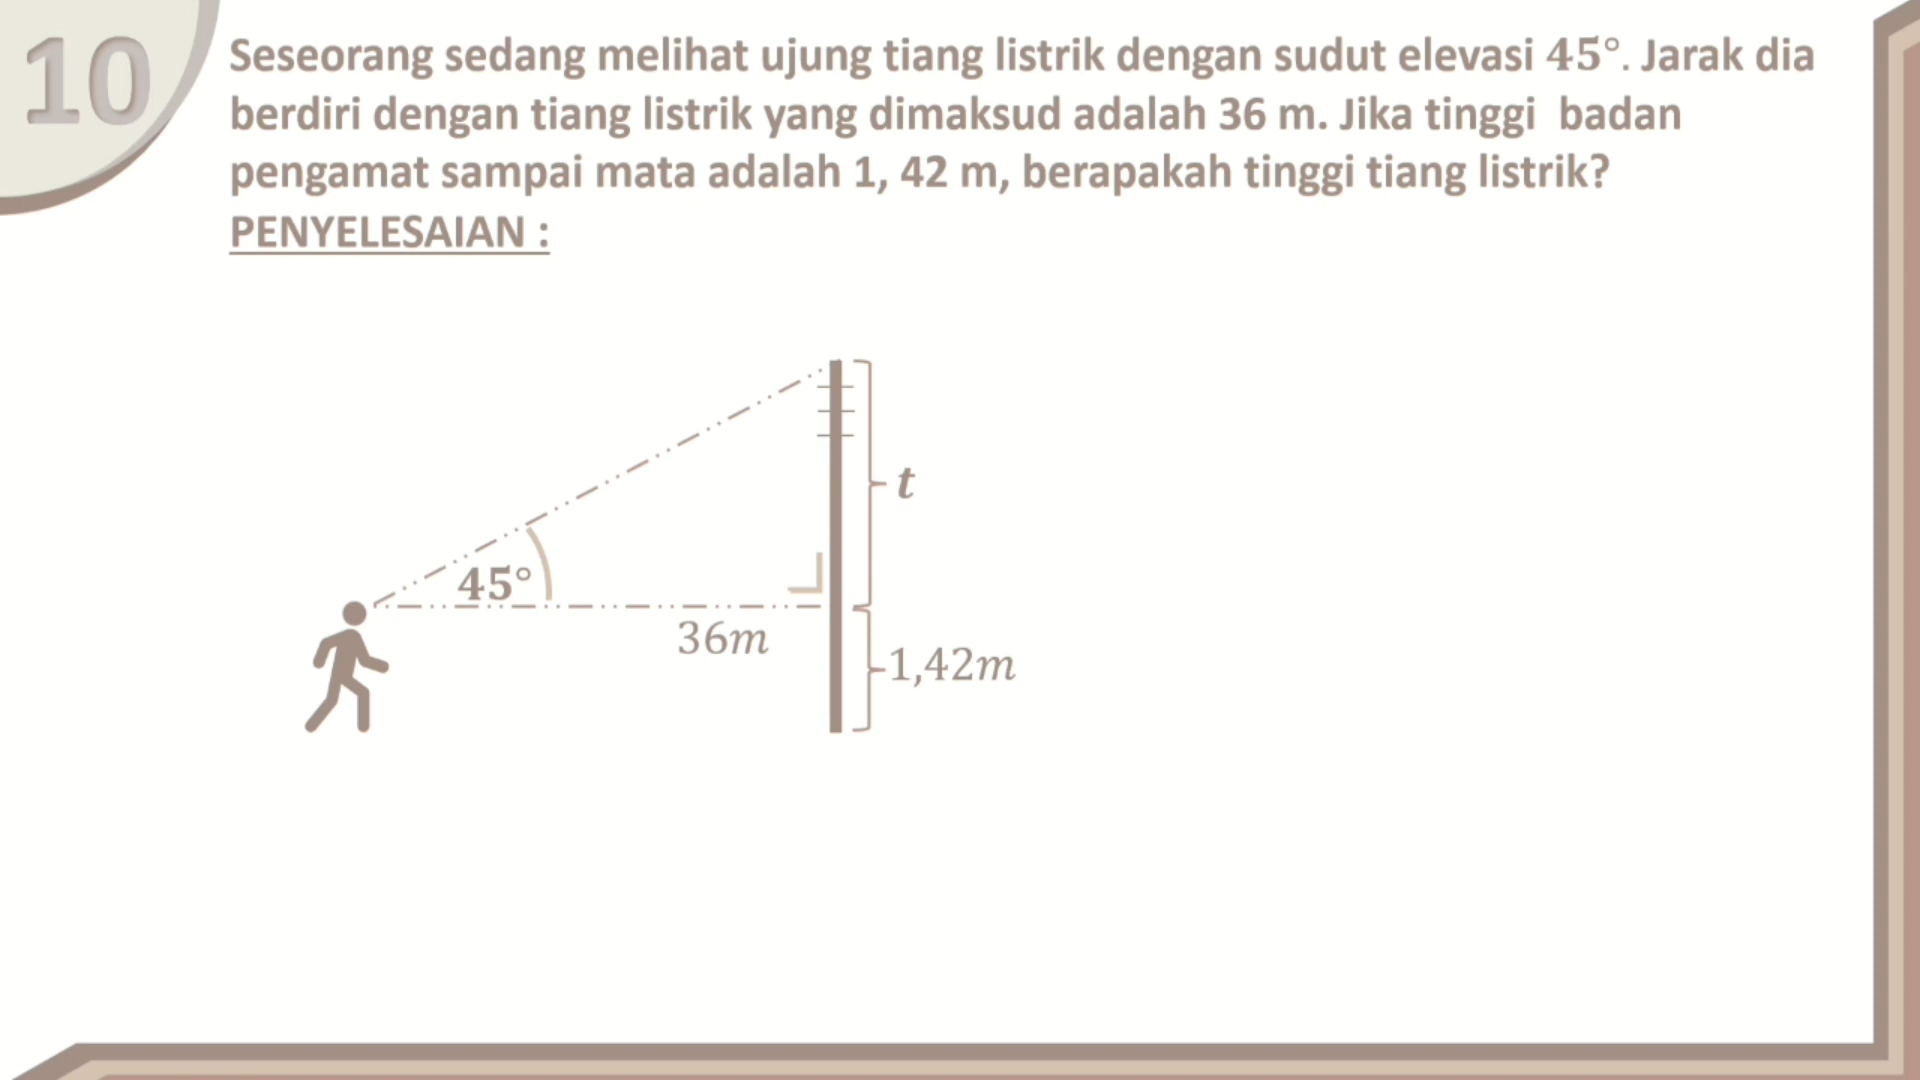 10
Seseorang sedang melihat ujung tiang listrik dengan sudut elevasi 45°. Jarak dia
berdiri dengan tiang listrik yang dimaksud adalah 36 m. Jika tinggi  badan
pengamat sampai mata adalah 1, 42 m, berapakah tinggi tiang listrik?
PENYELESAIAN :
t
45°
36m
1,42m